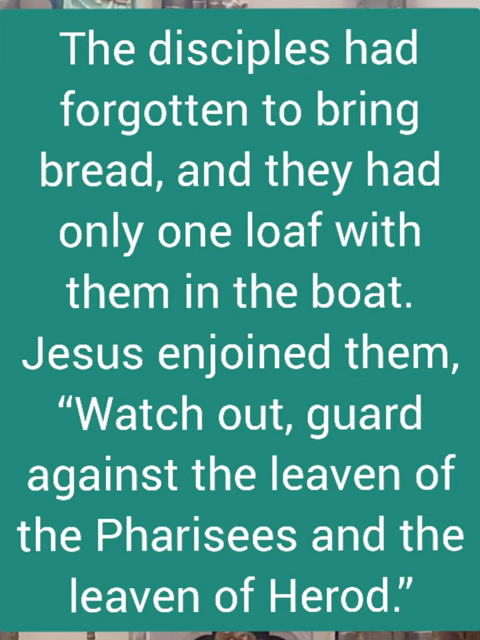 The disciples had
forgotten to bring
bread, and they had
only one loaf with
them in the boat.
Jesus enjoined them,
“Watch out, guard
against the leaven of
the Pharisees and the
leaven of Herod.”